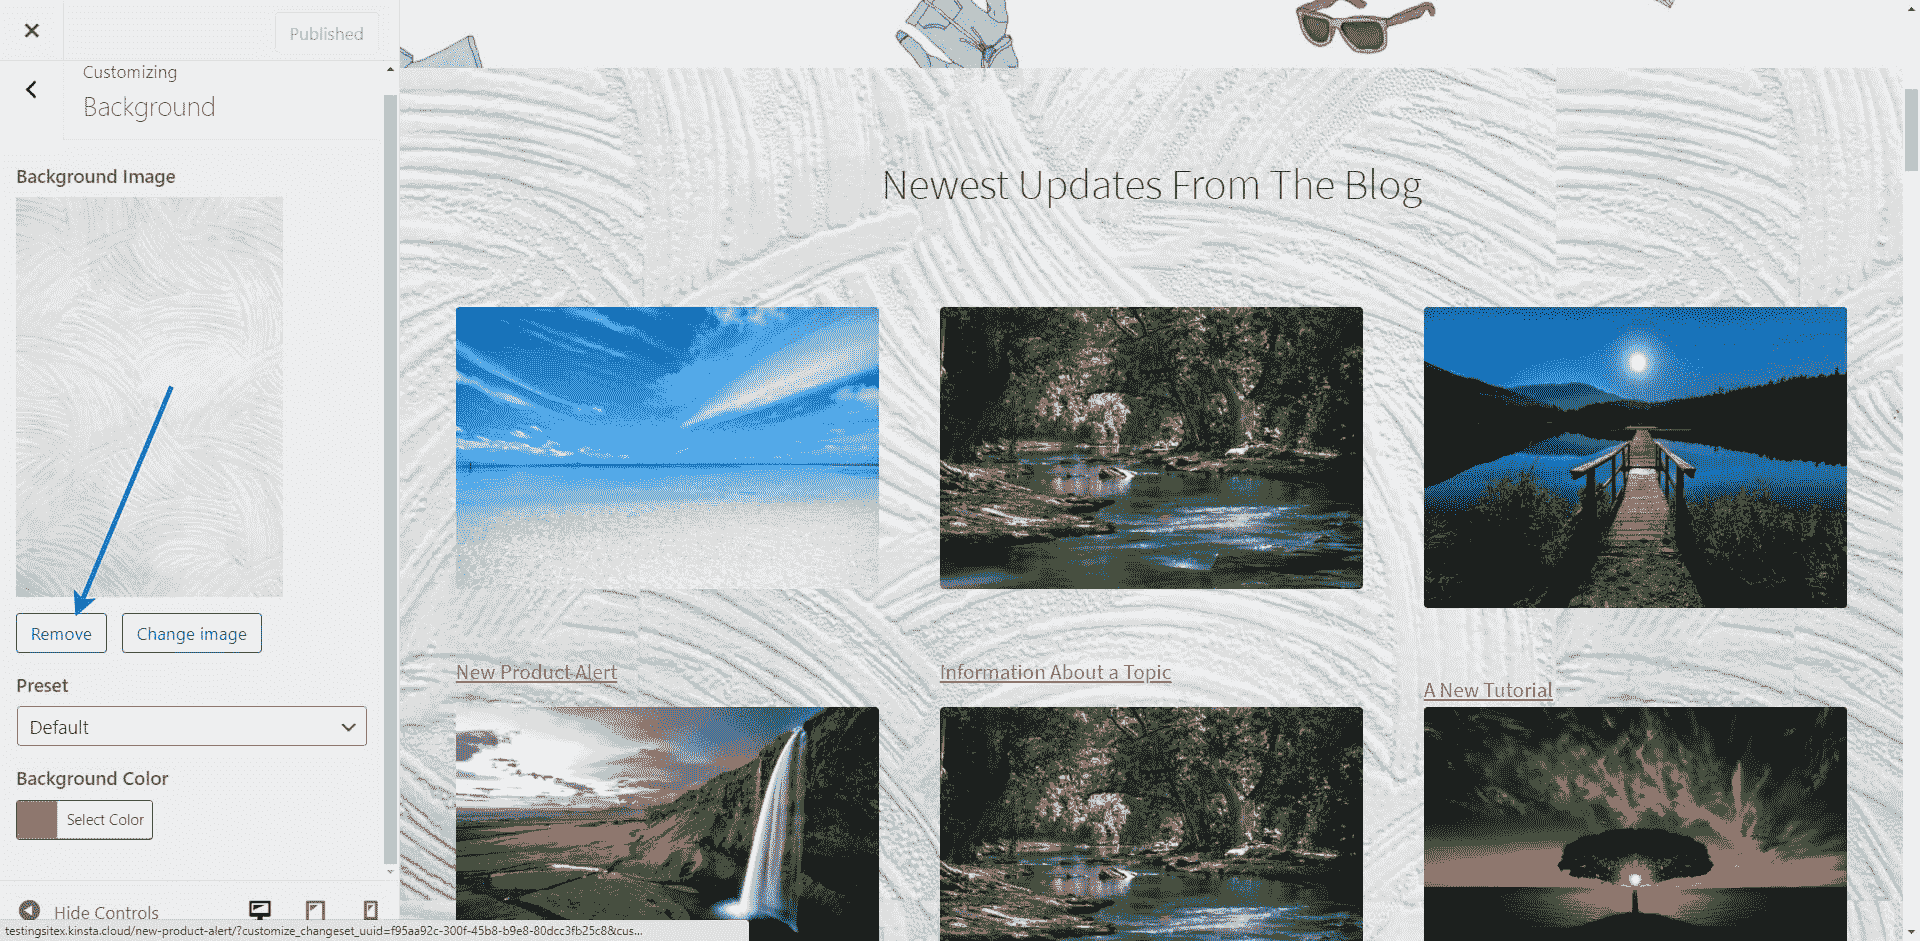 Published
Customizing
Background
Background Image
Remove
Change image
Preset
Default
Background Color
Select Color
Hide Controls
testingsitex.kinsta.cloud/new-product-alert/?customize_changeset_uuid=f95aa92c-300f-45b8-b9e8-80dcc3fb25c8&cus...
Newest Updates From The Blog
New Product Alert
Information About a Topic
A New Tutorial